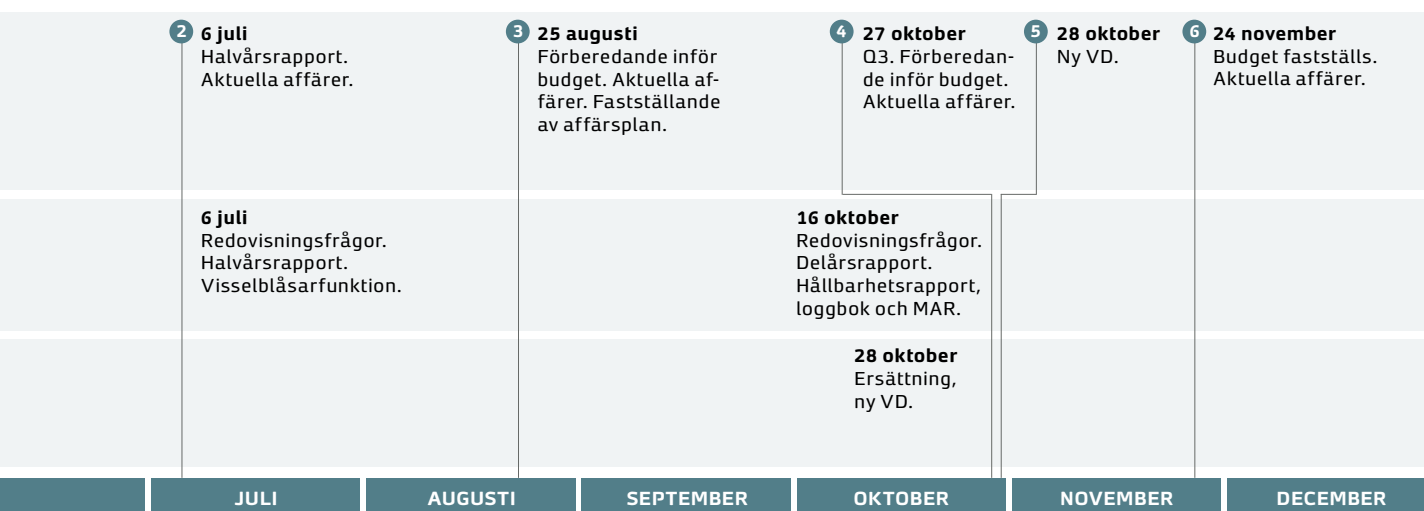 2 6 juli
Halvårsrapport.
Aktuella affärer.
3 25 augusti
Förberedande inför
budget. Aktuella af-
färer. Fastställande
av affärsplan.
4 27 oktober
Q3. Förberedan-
de inför budget.
Aktuella affärer.
5 28 oktober
Ny VD.
6 24 november
Budget fastställs.
Aktuella affärer.
6 juli
Redovisningsfrågor.
Halvårsrapport.
Visselblåsarfunktion.
16 oktober
Redovisningsfrågor.
Delårsrapport.
Hållbarhetsrapport,
loggbok och MAR.
28 oktober
Ersättning,
ny VD.
JULI AUGUSTI SEPTEMBER OKTOBER NOVEMBER DECEMBER